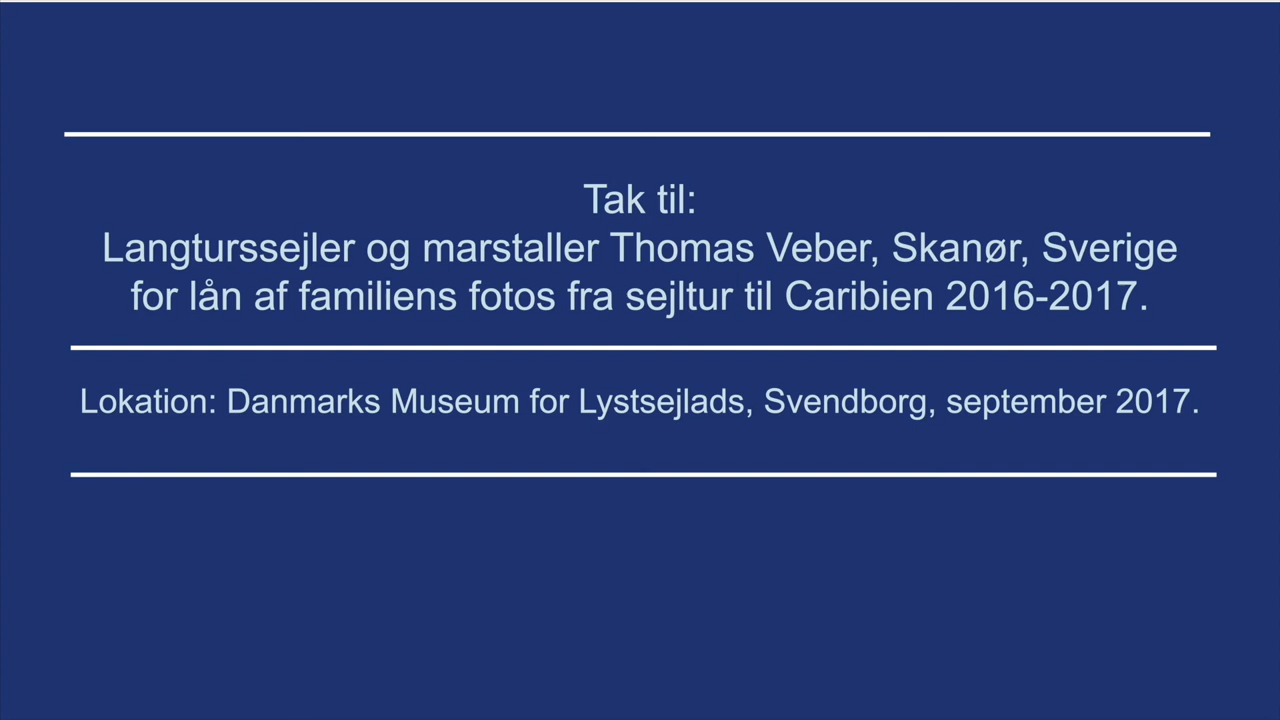 Tak til:
Langturssejler og marstaller Thomas Veber, Skanør, Sverige
for lån af familiens fotos fra sejltur til Caribien 2016-2017.
Lokation: Danmarks Museum for Lystsejlads, Svendborg, september 2017.